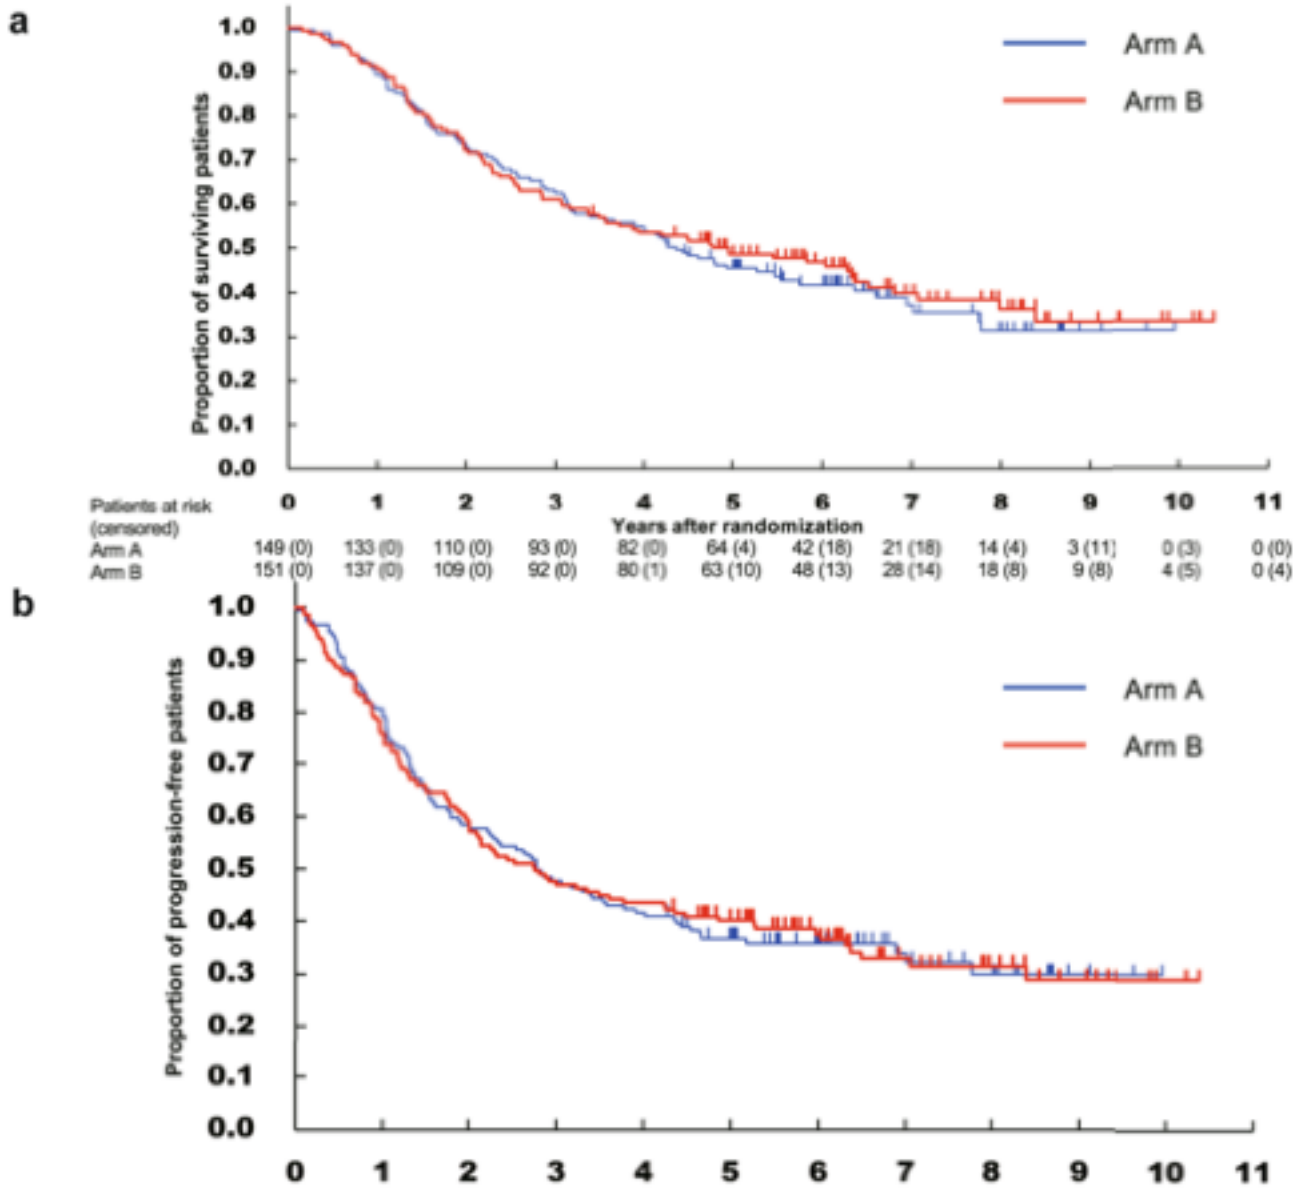 a
1.0
0.9
0.8
0.7
0.6
0.5
0.4
0.3
0.2
0.1
0.0
Proportion of surviving patients
Arm A
Arm B
0 1 2 3 4 5 6 7 8 9 10 11
Years after randomization
Patients at risk
(censored)
Arm A 149 (0) 133 (0) 110 (0) 93 (0) 82 (0) 64 (4) 42 (18) 21 (18) 14 (4) 3 (11) 0 (3) 0 (0)
Arm B 151 (0) 137 (0) 109 (0) 92 (0) 80 (1) 63 (10) 48 (13) 28 (14) 18 (8) 9 (8) 4 (5) 0 (4)
b
1.0
0.9
0.8
0.7
0.6
0.5
0.4
0.3
0.2
0.1
0.0
Proportion of progression-free patients
Arm A
Arm B
0 1 2 3 4 5 6 7 8 9 10 11